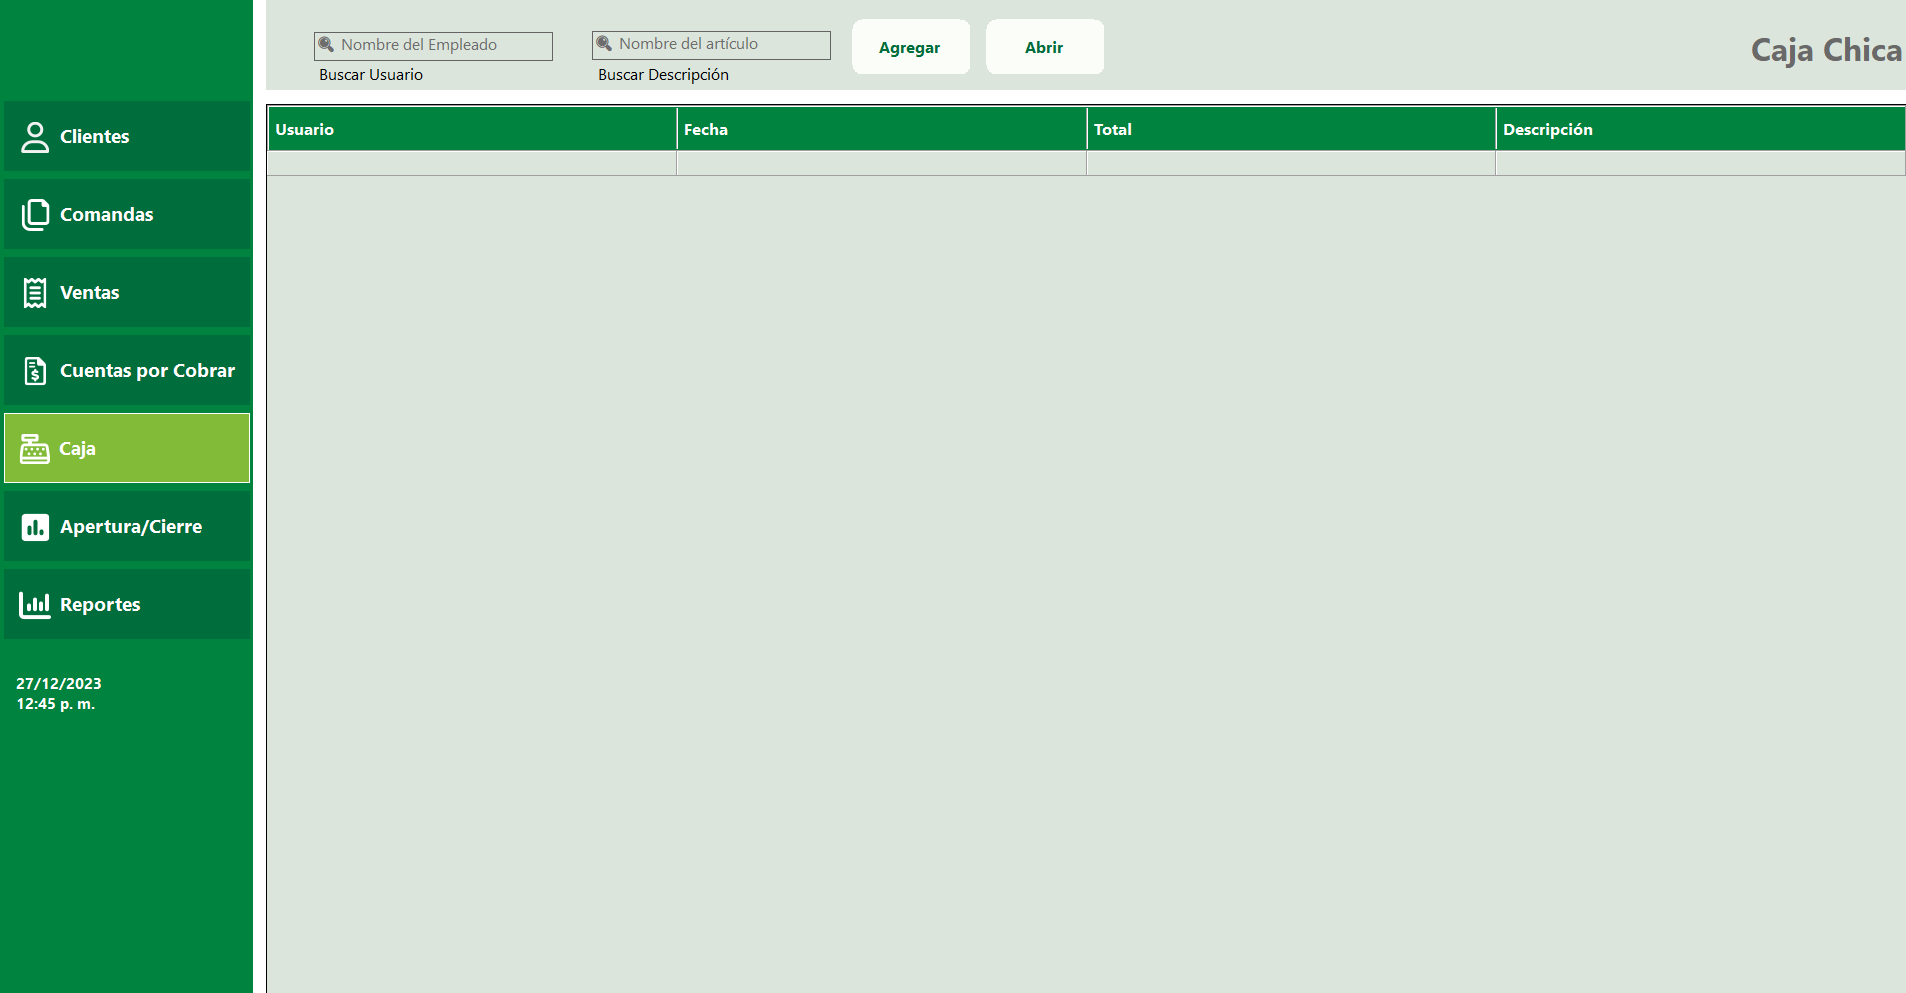 Nombre del Empleado
Buscar Usuario
Nombre del artículo
Buscar Descripción
Agregar
Abrir
Caja Chica
Clientes
Comandas
Ventas
Cuentas por Cobrar
Caja
Apertura/Cierre
Reportes
27/12/2023
12:45 p. m.
Usuario Fecha Total Descripción